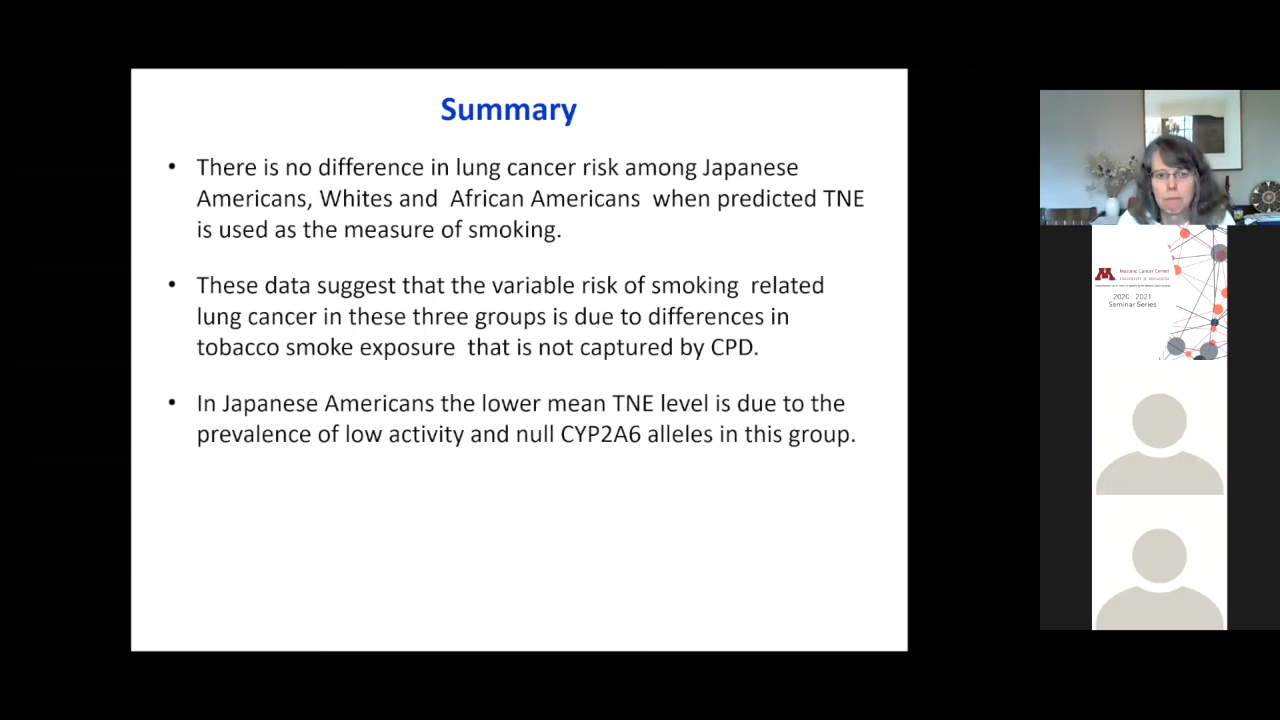 Summary
• There is no difference in lung cancer risk among Japanese
Americans, Whites and African Americans when predicted TNE
is used as the measure of smoking.
• These data suggest that the variable risk of smoking related
lung cancer in these three groups is due to differences in
tobacco smoke exposure that is not captured by CPD.
• In Japanese Americans the lower mean TNE level is due to the
prevalence of low activity and null CYP2A6 alleles in this group.
Masonic Cancer Center
UNIVERSITY OF MINNESOTA
2020 - 2021
Seminar Series